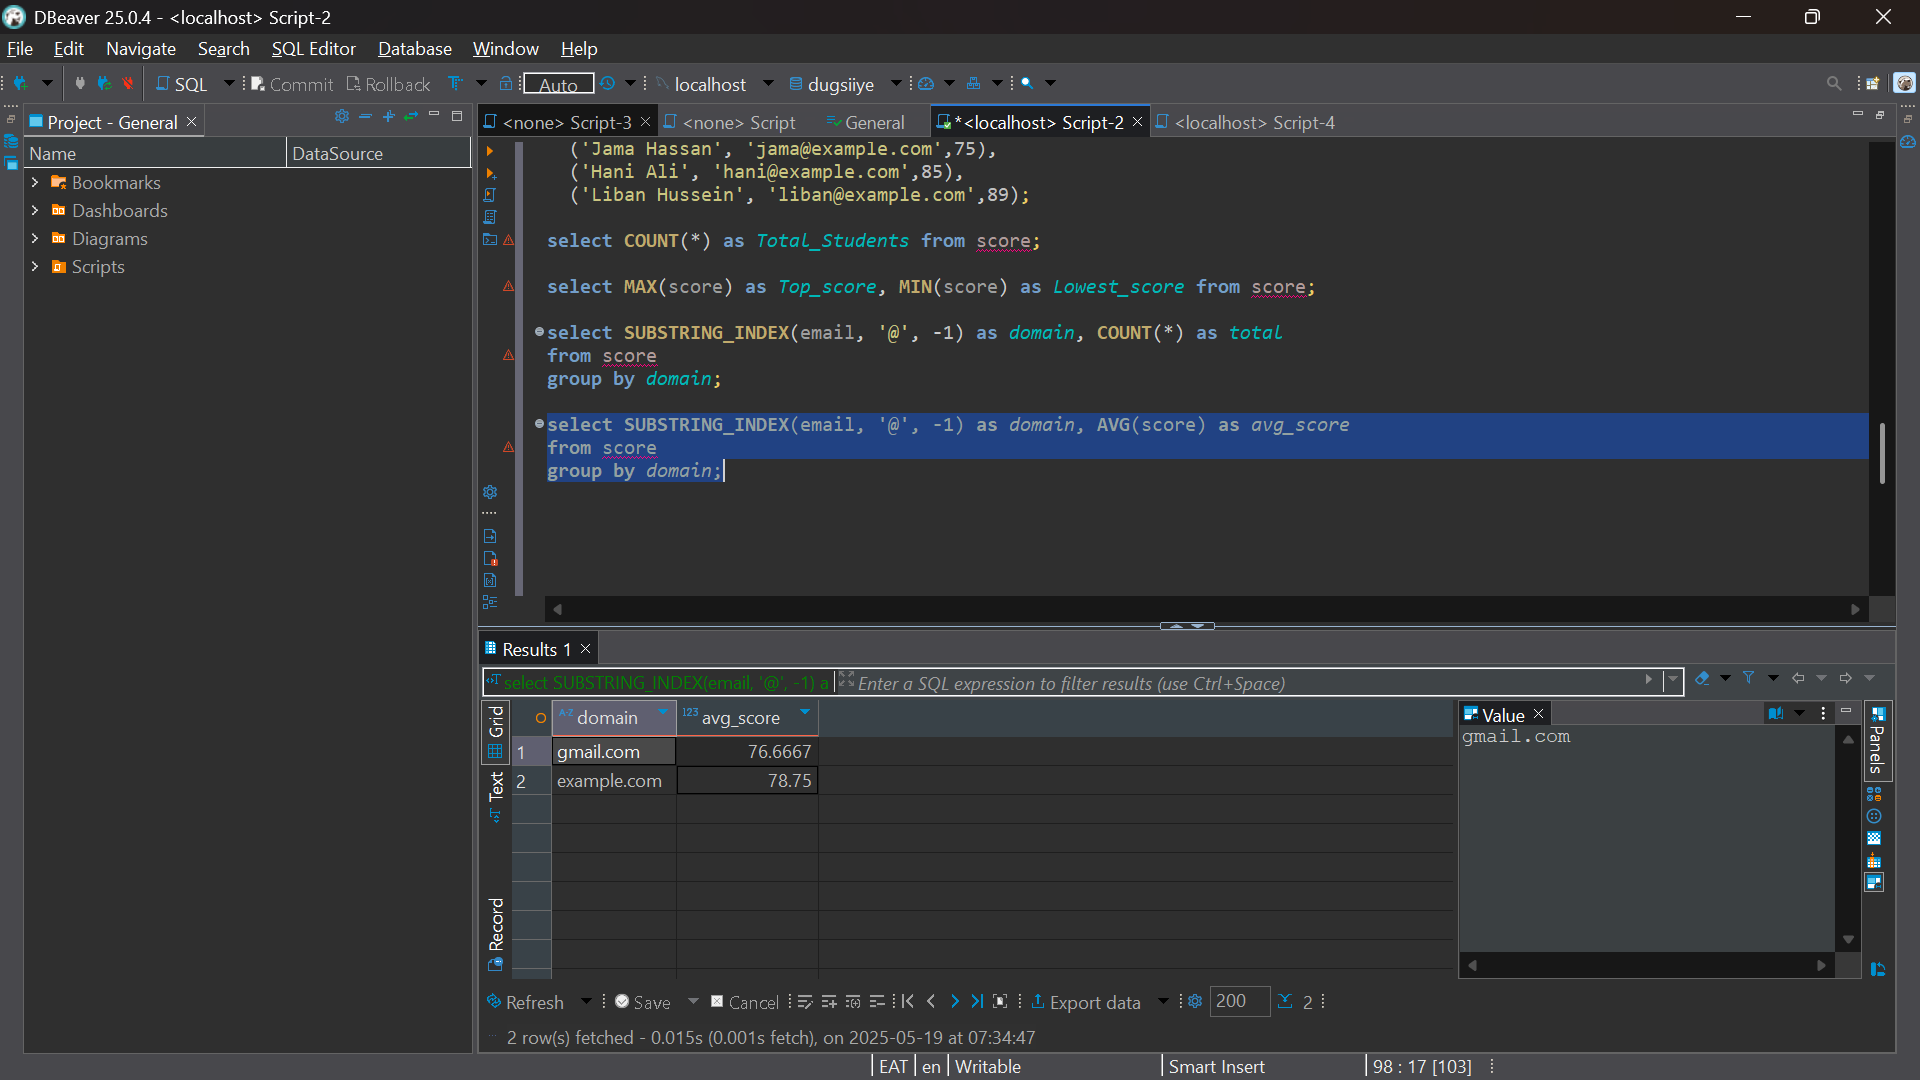 DBeaver 25.0.4 - <localhost> Script-2
File Edit Navigate Search SQL Editor Database Window Help
SQL Commit Rollback Auto localhost dugsiiye
Project - General
Name DataSource
Bookmarks
Dashboards
Diagrams
Scripts
<none> Script-3 <none> Script General *<localhost> Script-2 <localhost> Script-4
('Jama Hassan', 'jama@example.com',75),
('Hani Ali', 'hani@example.com',85),
('Liban Hussein', 'liban@example.com',89);
select COUNT(*) as Total_Students from score;
select MAX(score) as Top_score, MIN(score) as Lowest_score from score;
select SUBSTRING_INDEX(email, '@', -1) as domain, COUNT(*) as total
from score
group by domain;
select SUBSTRING_INDEX(email, '@', -1) as domain, AVG(score) as avg_score
from score
group by domain;
Results 1
select SUBSTRING_INDEX(email, '@', -1) a Enter a SQL expression to filter results (use Ctrl+Space)
Grid
Text
Record
A-Z domain 123 avg_score
1 gmail.com 76.6667
2 example.com 78.75
Value
gmail.com
Panels
Refresh Save Cancel Export data 200 2
2 row(s) fetched - 0.015s (0.001s fetch), on 2025-05-19 at 07:34:47
EAT en Writable Smart Insert 98 : 17 [103]